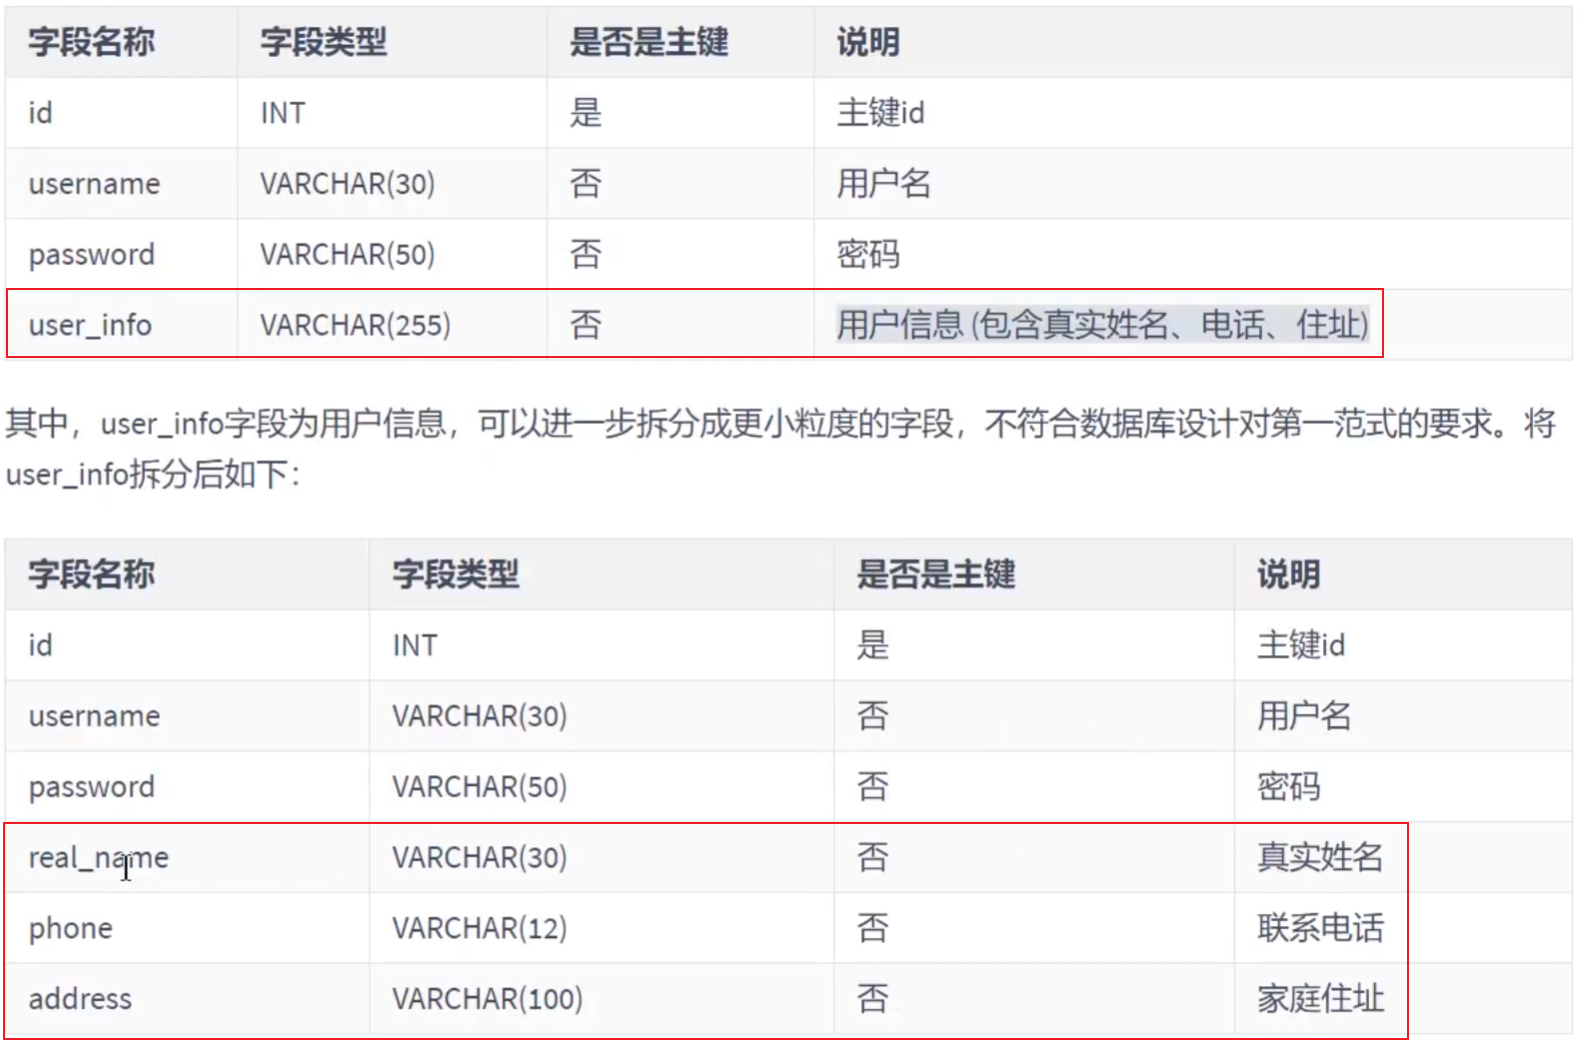 字段名称 字段类型 是否是主键 说明
id INT 是 主键id
username VARCHAR(30) 否 用户名
password VARCHAR(50) 否 密码
user_info VARCHAR(255) 否 用户信息 (包含真实姓名、电话、住址)
其中，user_info字段为用户信息，可以进一步拆分成更小粒度的字段，不符合数据库设计对第一范式的要求。将
user_info拆分后如下：
字段名称 字段类型 是否是主键 说明
id INT 是 主键id
username VARCHAR(30) 否 用户名
password VARCHAR(50) 否 密码
real_name VARCHAR(30) 否 真实姓名
phone VARCHAR(12) 否 联系电话
address VARCHAR(100) 否 家庭住址